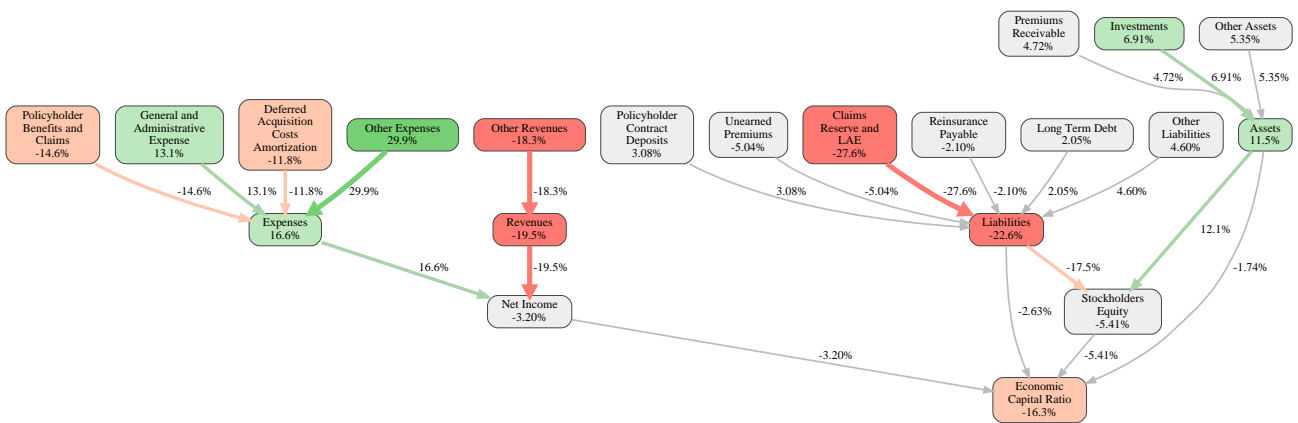 Premiums
Receivable
4.72%
Investments
6.91%
Other Assets
5.35%
4.72%
6.91%
5.35%
Policyholder
Benefits and
Claims
-14.6%
General and
Administrative
Expense
13.1%
Deferred
Acquisition
Costs
Amortization
-11.8%
Other Expenses
29.9%
Other Revenues
-18.3%
Policyholder
Contract
Deposits
3.08%
Unearned
Premiums
-5.04%
Claims
Reserve and
LAE
-27.6%
Reinsurance
Payable
-2.10%
Long Term Debt
2.05%
Other
Liabilities
4.60%
Assets
11.5%
-14.6%
13.1%
-11.8%
29.9%
-18.3%
3.08%
-5.04%
-27.6%
-2.10%
2.05%
4.60%
Expenses
16.6%
Revenues
-19.5%
Liabilities
-22.6%
12.1%
16.6%
-19.5%
-17.5%
-1.74%
Net Income
-3.20%
-2.63%
Stockholders
Equity
-5.41%
-3.20%
-5.41%
Economic
Capital Ratio
-16.3%